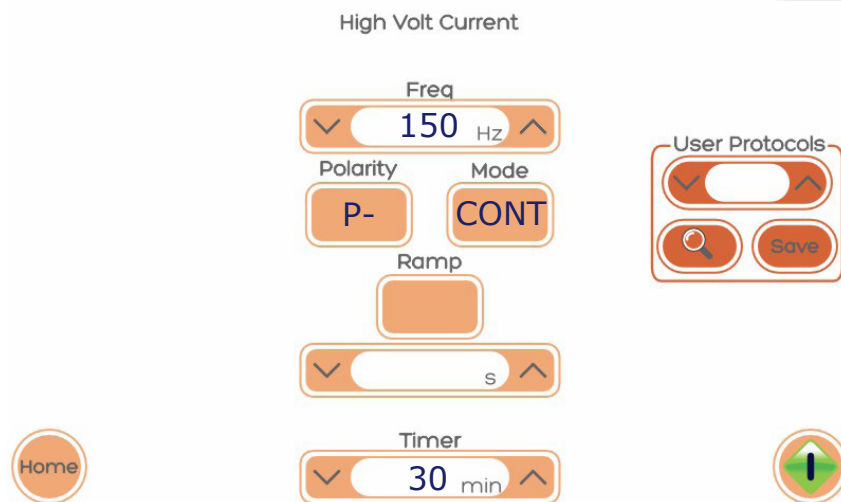 High Volt Current
Freq
150 Hz
User Protocols
Polarity Mode
P- CONT
Save
Ramp
s
Timer
Home
30 min
I